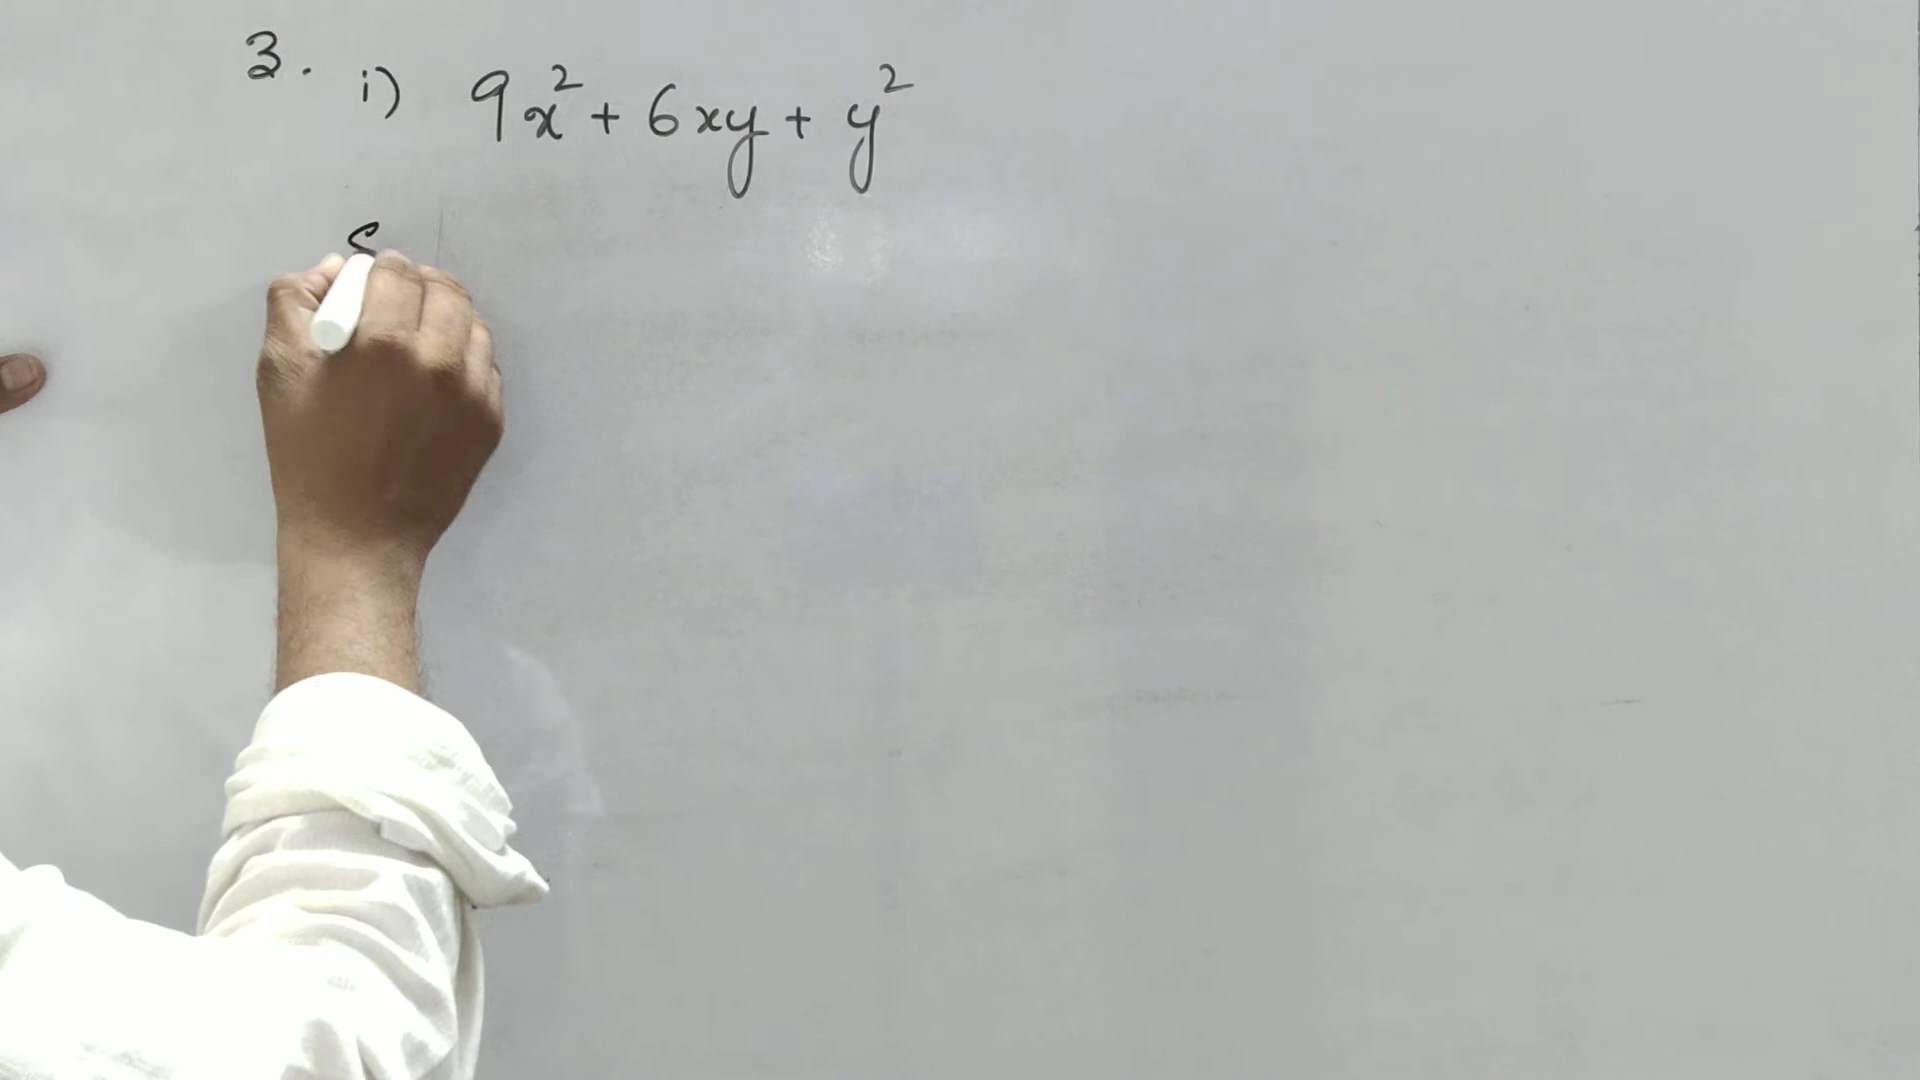 3. i) 9x² + 6xy + y²
S